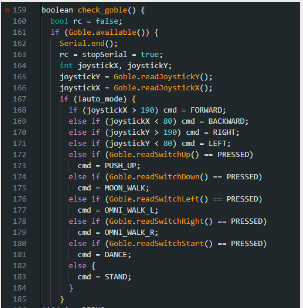 159 boolean check_goble() {
160 bool rc = false;
161 if (Goble.available()) {
162 Serial.end();
163 rc = stopSerial = true;
164 int joystickX, joystickY;
165 joystickY = Goble.readJoystickY();
166 joystickX = Goble.readJoystickX();
167 if (!auto_mode) {
168 if (joystickX > 190) cmd = FORWARD;
169 else if (joystickX < 80) cmd = BACKWARD;
170 else if (joystickY > 190) cmd = RIGHT;
171 else if (joystickY < 80) cmd = LEFT;
172 else if (Goble.readSwitchUp() == PRESSED)
173 cmd = PUSH_UP;
174 else if (Goble.readSwitchDown() == PRESSED)
175 cmd = MOON_WALK;
176 else if (Goble.readSwitchLeft() == PRESSED)
177 cmd = OMNI_WALK_L;
178 else if (Goble.readSwitchRight() == PRESSED)
179 cmd = OMNI_WALK_R;
180 else if (Goble.readSwitchStart() == PRESSED)
181 cmd = DANCE;
182 else {
183 cmd = STAND;
184 }
185 }